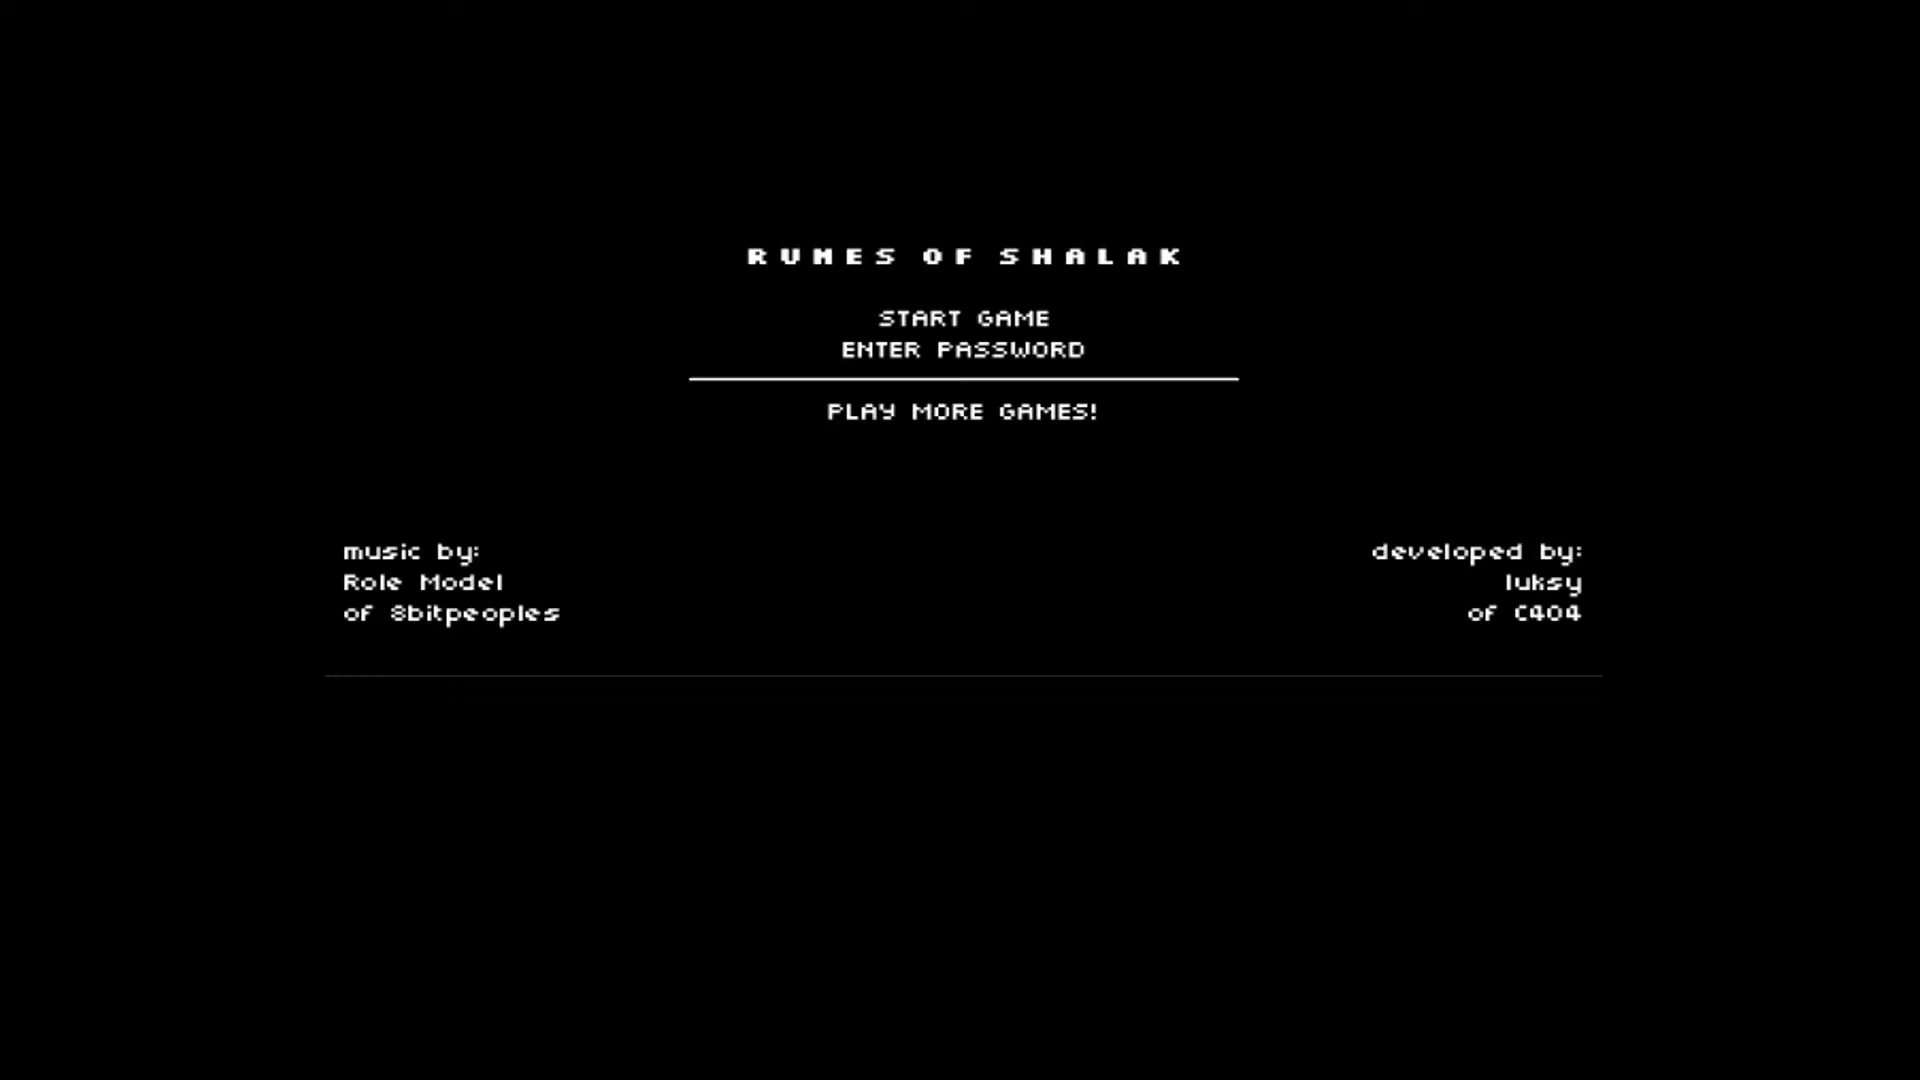 RUNES OF SHALAK
START GAME
ENTER PASSWORD
PLAY MORE GAMES!
music by:
Role Model
of 8bitpeoples
developed by:
luksy
of C404